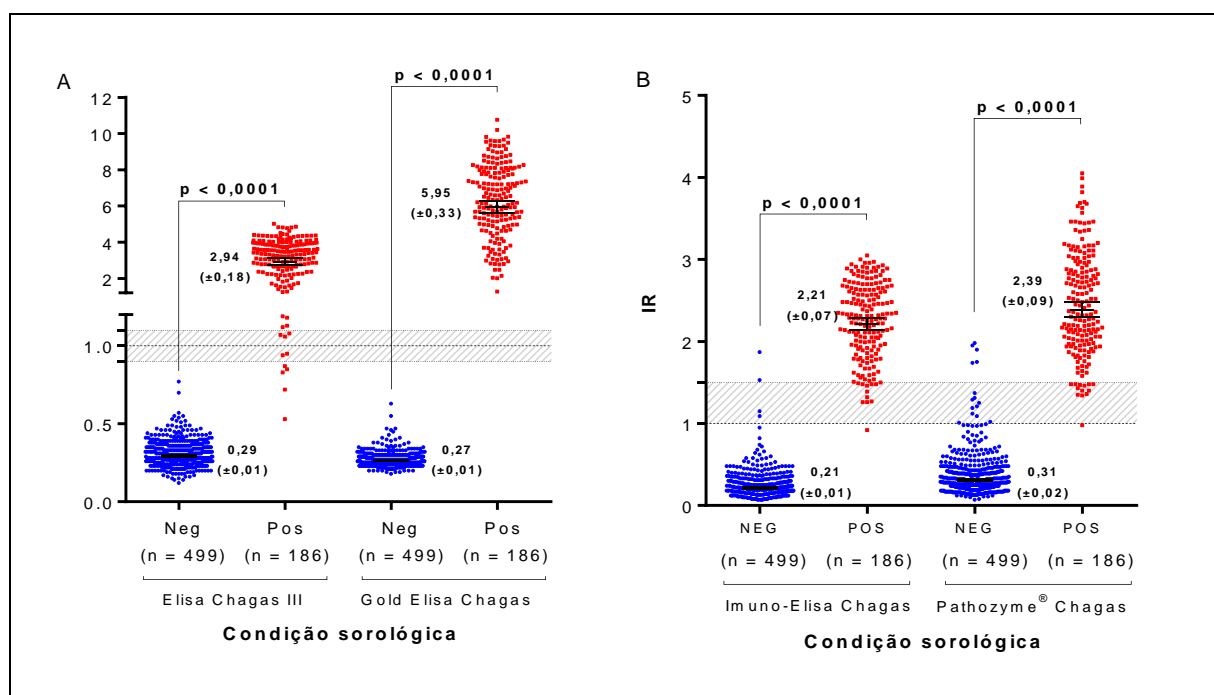 A
p < 0,0001
p < 0,0001
12
10
8
6
4
2
1.0
0.5
0.0
2,94
(±0,18)
5,95
(±0,33)
0,29
(±0,01)
0,27
(±0,01)
Neg Pos Neg Pos
(n = 499) (n = 186) (n = 499) (n = 186)
Elisa Chagas III Gold Elisa Chagas
Condição sorológica
B
p < 0,0001
p < 0,0001
IR
5
4
3
2
1
0
2,21
(±0,07)
2,39
(±0,09)
0,21
(±0,01)
0,31
(±0,02)
NEG POS NEG POS
(n = 499) (n = 186) (n = 499) (n = 186)
Imuno-Elisa Chagas Pathozyme® Chagas
Condição sorológica